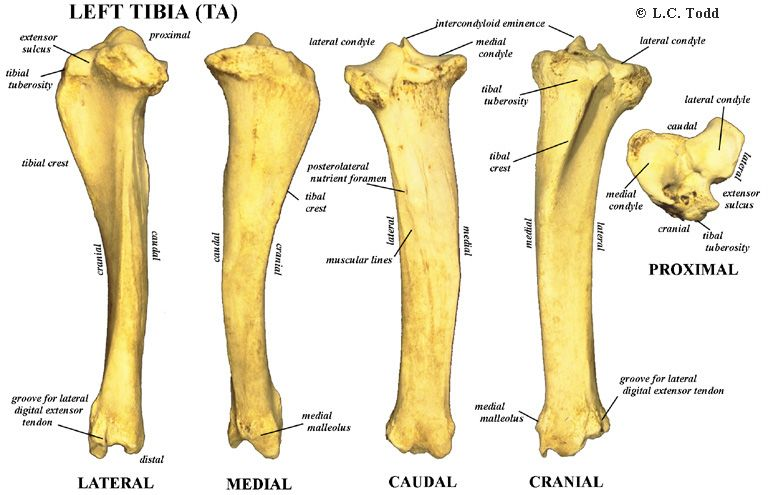 LEFT TIBIA (TA)
© L.C. Todd
extensor
sulcus
proximal
tibial
tuberosity
tibial crest
cranial
caudal
groove for lateral
digital extensor
tendon
distal
LATERAL
caudal
cranial
tibal
crest
medial
malleolus
MEDIAL
intercondyloid eminence
lateral condyle
medial
condyle
posterolateral
nutrient foramen
lateral
medial
muscular lines
CAUDAL
lateral condyle
tibal
tuberosity
tibal
crest
medial
lateral
medial
malleolus
groove for lateral
digital extensor tendon
CRANIAL
lateral condyle
caudal
lateral
medial
condyle
extensor
sulcus
cranial
tibal
tuberosity
PROXIMAL